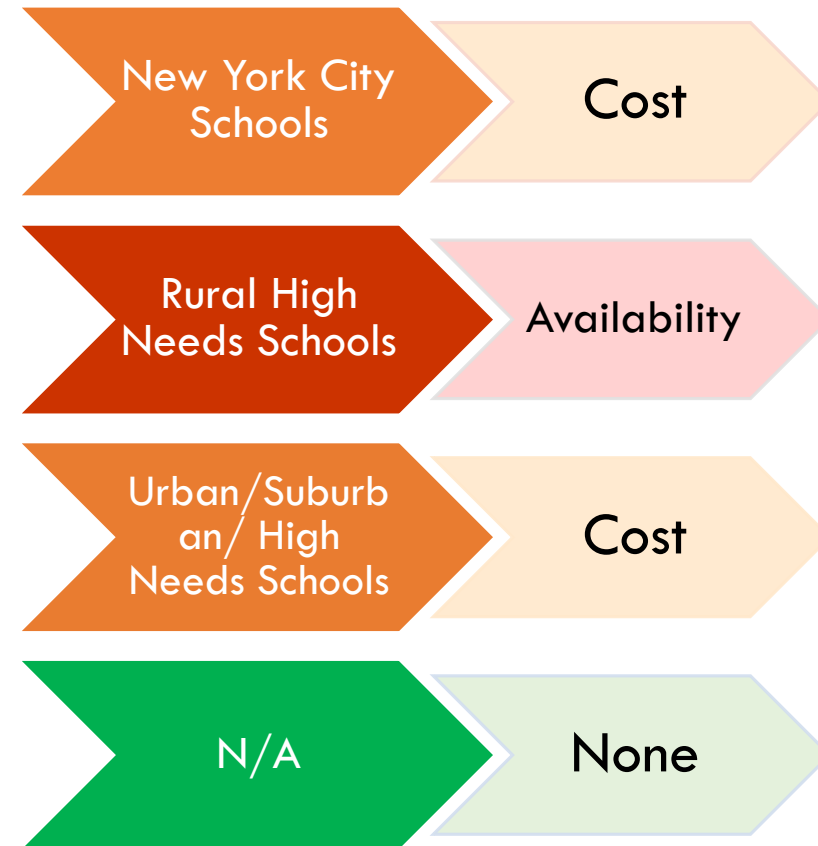 New York City
Schools
Cost
Rural High
Needs Schools
Availability
Urban/Suburb
an/ High
Needs Schools
Cost
N/A
None